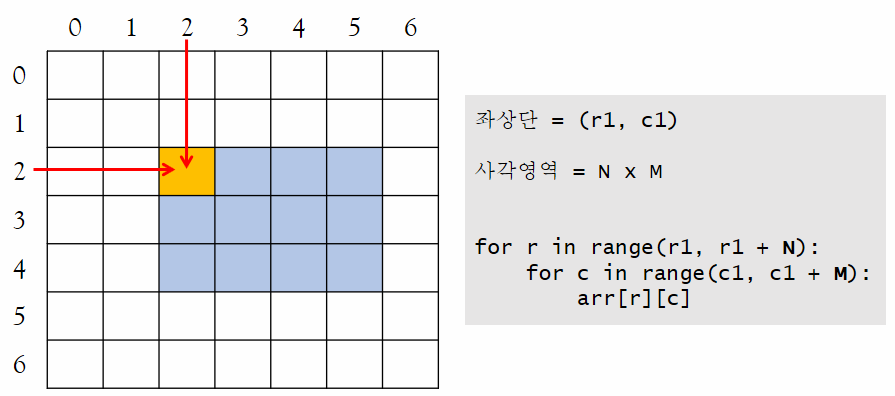 0 1 2 3 4 5 6
0
1
2
3
4
5
6
좌상단 = (r1, c1)
사각영역 = N x M
for r in range(r1, r1 + N):
    for c in range(c1, c1 + M):
        arr[r][c]